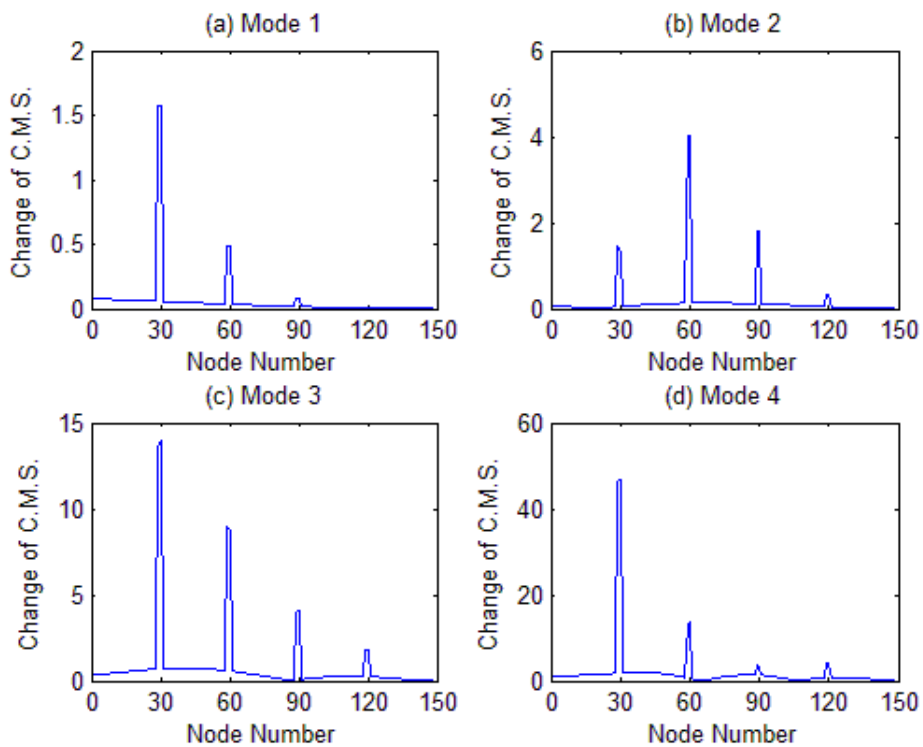 (a) Mode 1
Change of C.M.S.
2
1.5
1
0.5
0
0 30 60 90 120 150
Node Number
(b) Mode 2
Change of C.M.S.
6
4
2
0
0 30 60 90 120 150
Node Number
(c) Mode 3
Change of C.M.S.
15
10
5
0
0 30 60 90 120 150
Node Number
(d) Mode 4
Change of C.M.S.
60
40
20
0
0 30 60 90 120 150
Node Number